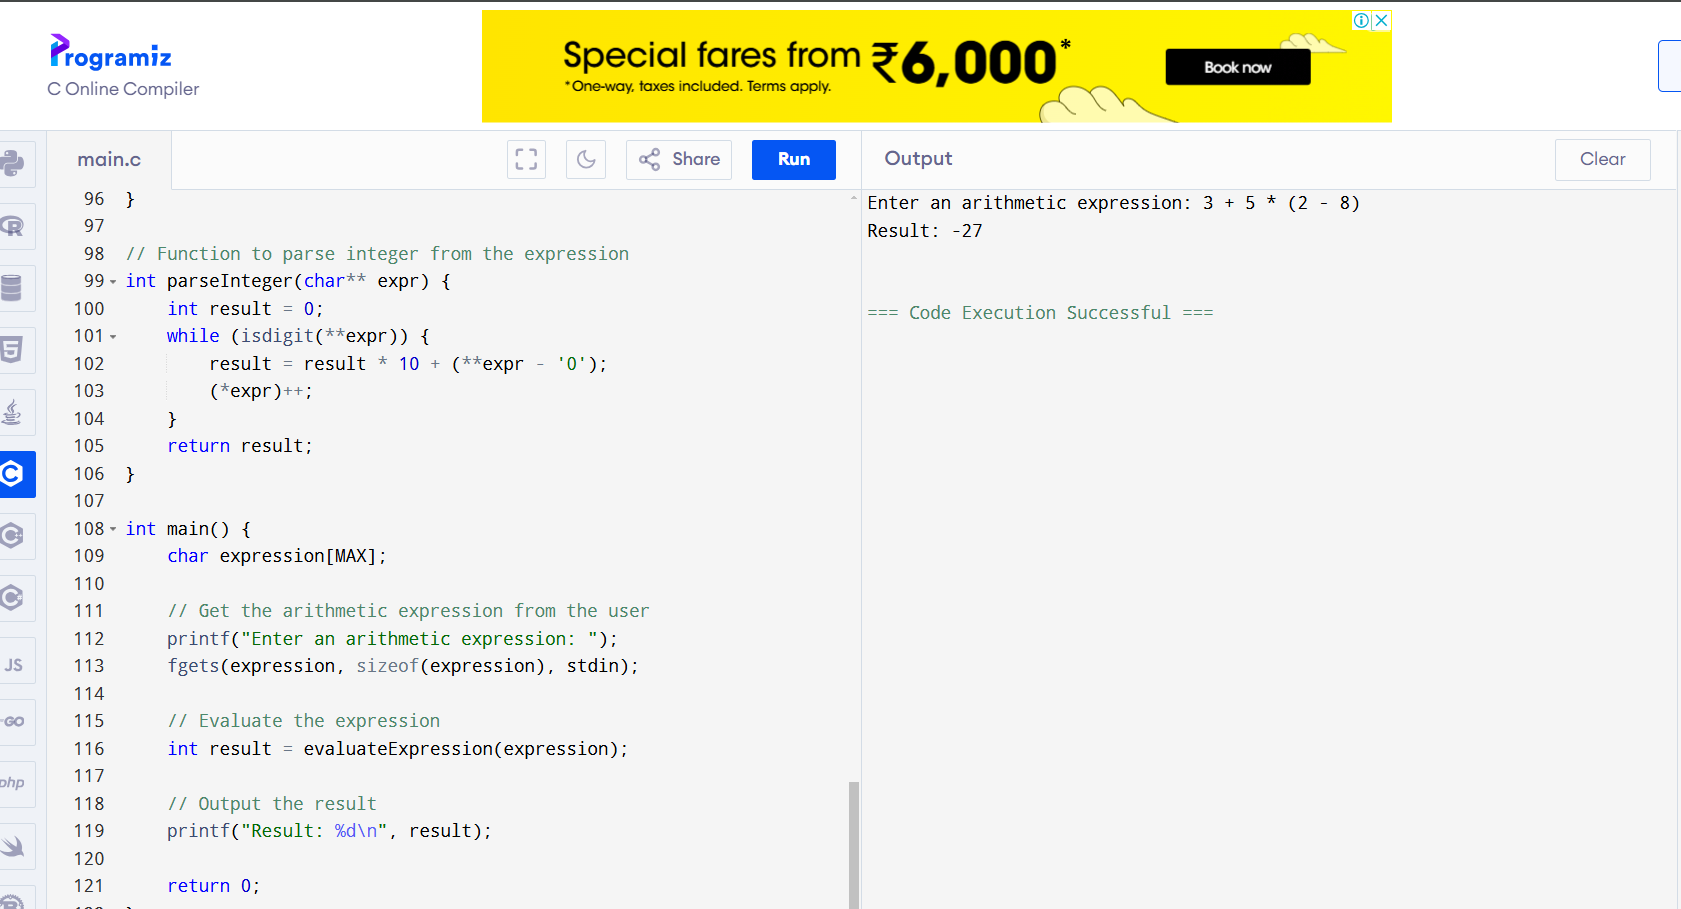 Programiz
C Online Compiler
Special fares from ₹6,000*
*One-way, taxes included. Terms apply.
Book now
main.c
Share
Run
Output
Clear
96 }
97
98 // Function to parse integer from the expression
99 int parseInteger(char** expr) {
100     int result = 0;
101     while (isdigit(**expr)) {
102         result = result * 10 + (**expr - '0');
103         (*expr)++;
104     }
105     return result;
106 }
107
108 int main() {
109     char expression[MAX];
110
111     // Get the arithmetic expression from the user
112     printf("Enter an arithmetic expression: ");
113     fgets(expression, sizeof(expression), stdin);
114
115     // Evaluate the expression
116     int result = evaluateExpression(expression);
117
118     // Output the result
119     printf("Result: %d\n", result);
120
121     return 0;
Enter an arithmetic expression: 3 + 5 * (2 - 8)
Result: -27
=== Code Execution Successful ===
R
5
C
C
C
JS
GO
php